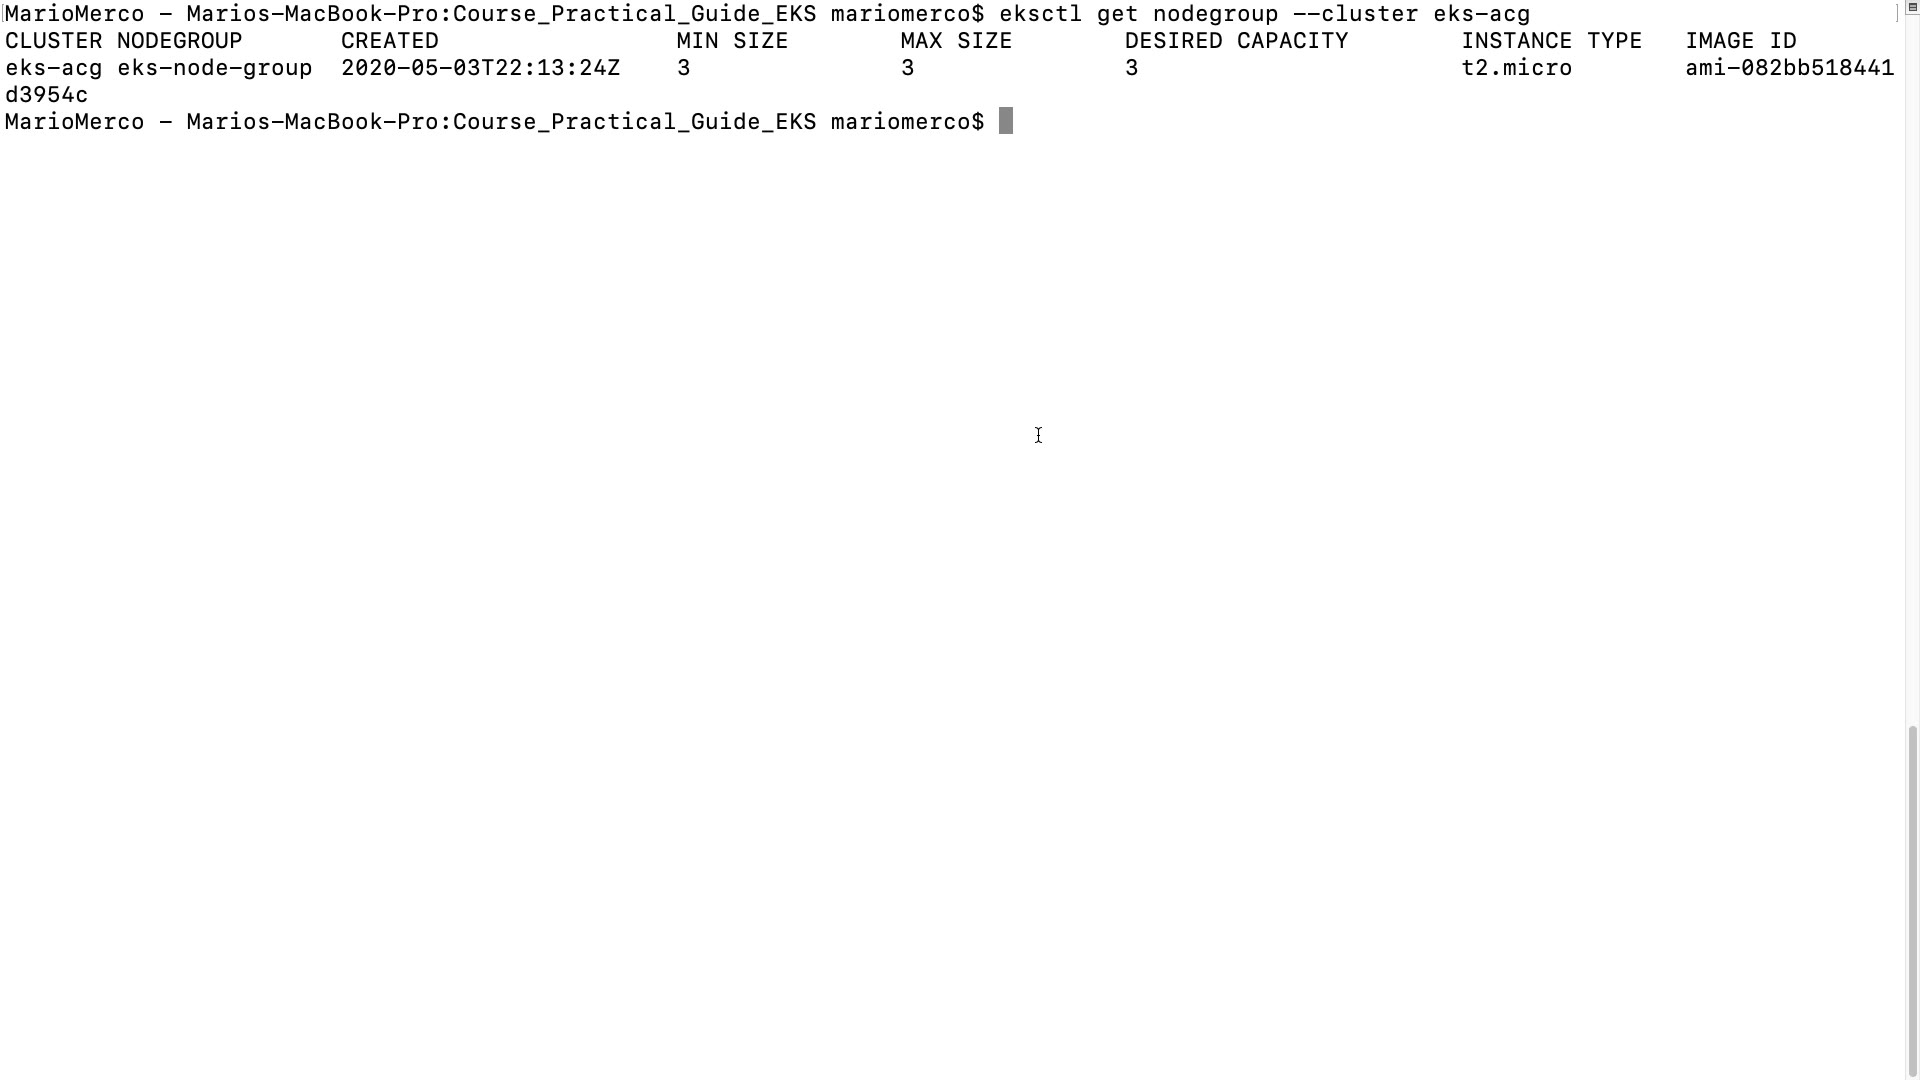 MarioMerco - Marios-MacBook-Pro:Course_Practical_Guide_EKS mariomerco$ eksctl get nodegroup --cluster eks-acg
CLUSTER NODEGROUP CREATED MIN SIZE MAX SIZE DESIRED CAPACITY INSTANCE TYPE IMAGE ID
eks-acg eks-node-group 2020-05-03T22:13:24Z 3 3 3 t2.micro ami-082bb518441
d3954c
MarioMerco - Marios-MacBook-Pro:Course_Practical_Guide_EKS mariomerco$